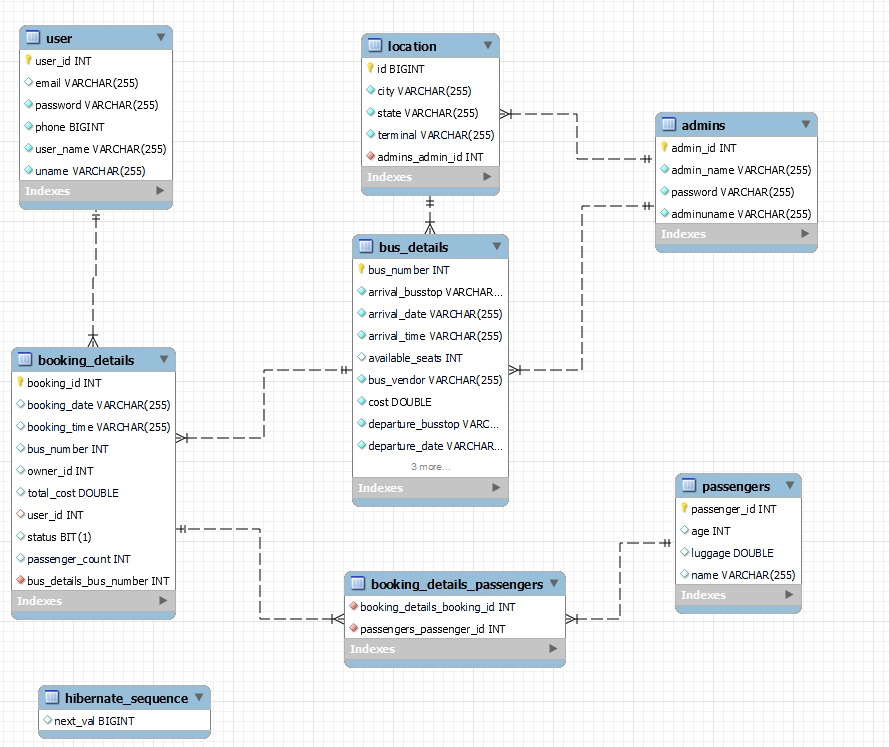 user
user_id INT
email VARCHAR(255)
password VARCHAR(255)
phone BIGINT
user_name VARCHAR(255)
uname VARCHAR(255)
Indexes
location
id BIGINT
city VARCHAR(255)
state VARCHAR(255)
terminal VARCHAR(255)
admins_admin_id INT
Indexes
admins
admin_id INT
admin_name VARCHAR(255)
password VARCHAR(255)
adminuname VARCHAR(255)
Indexes
bus_details
bus_number INT
arrival_busstop VARCHAR...
arrival_date VARCHAR(255)
arrival_time VARCHAR(255)
available_seats INT
bus_vendor VARCHAR(255)
cost DOUBLE
departure_busstop VARC...
departure_date VARCHAR...
3 more...
Indexes
booking_details
booking_id INT
booking_date VARCHAR(255)
booking_time VARCHAR(255)
bus_number INT
owner_id INT
total_cost DOUBLE
user_id INT
status BIT(1)
passenger_count INT
bus_details_bus_number INT
Indexes
passengers
passenger_id INT
age INT
luggage DOUBLE
name VARCHAR(255)
Indexes
booking_details_passengers
booking_details_booking_id INT
passengers_passenger_id INT
Indexes
hibernate_sequence
next_val BIGINT